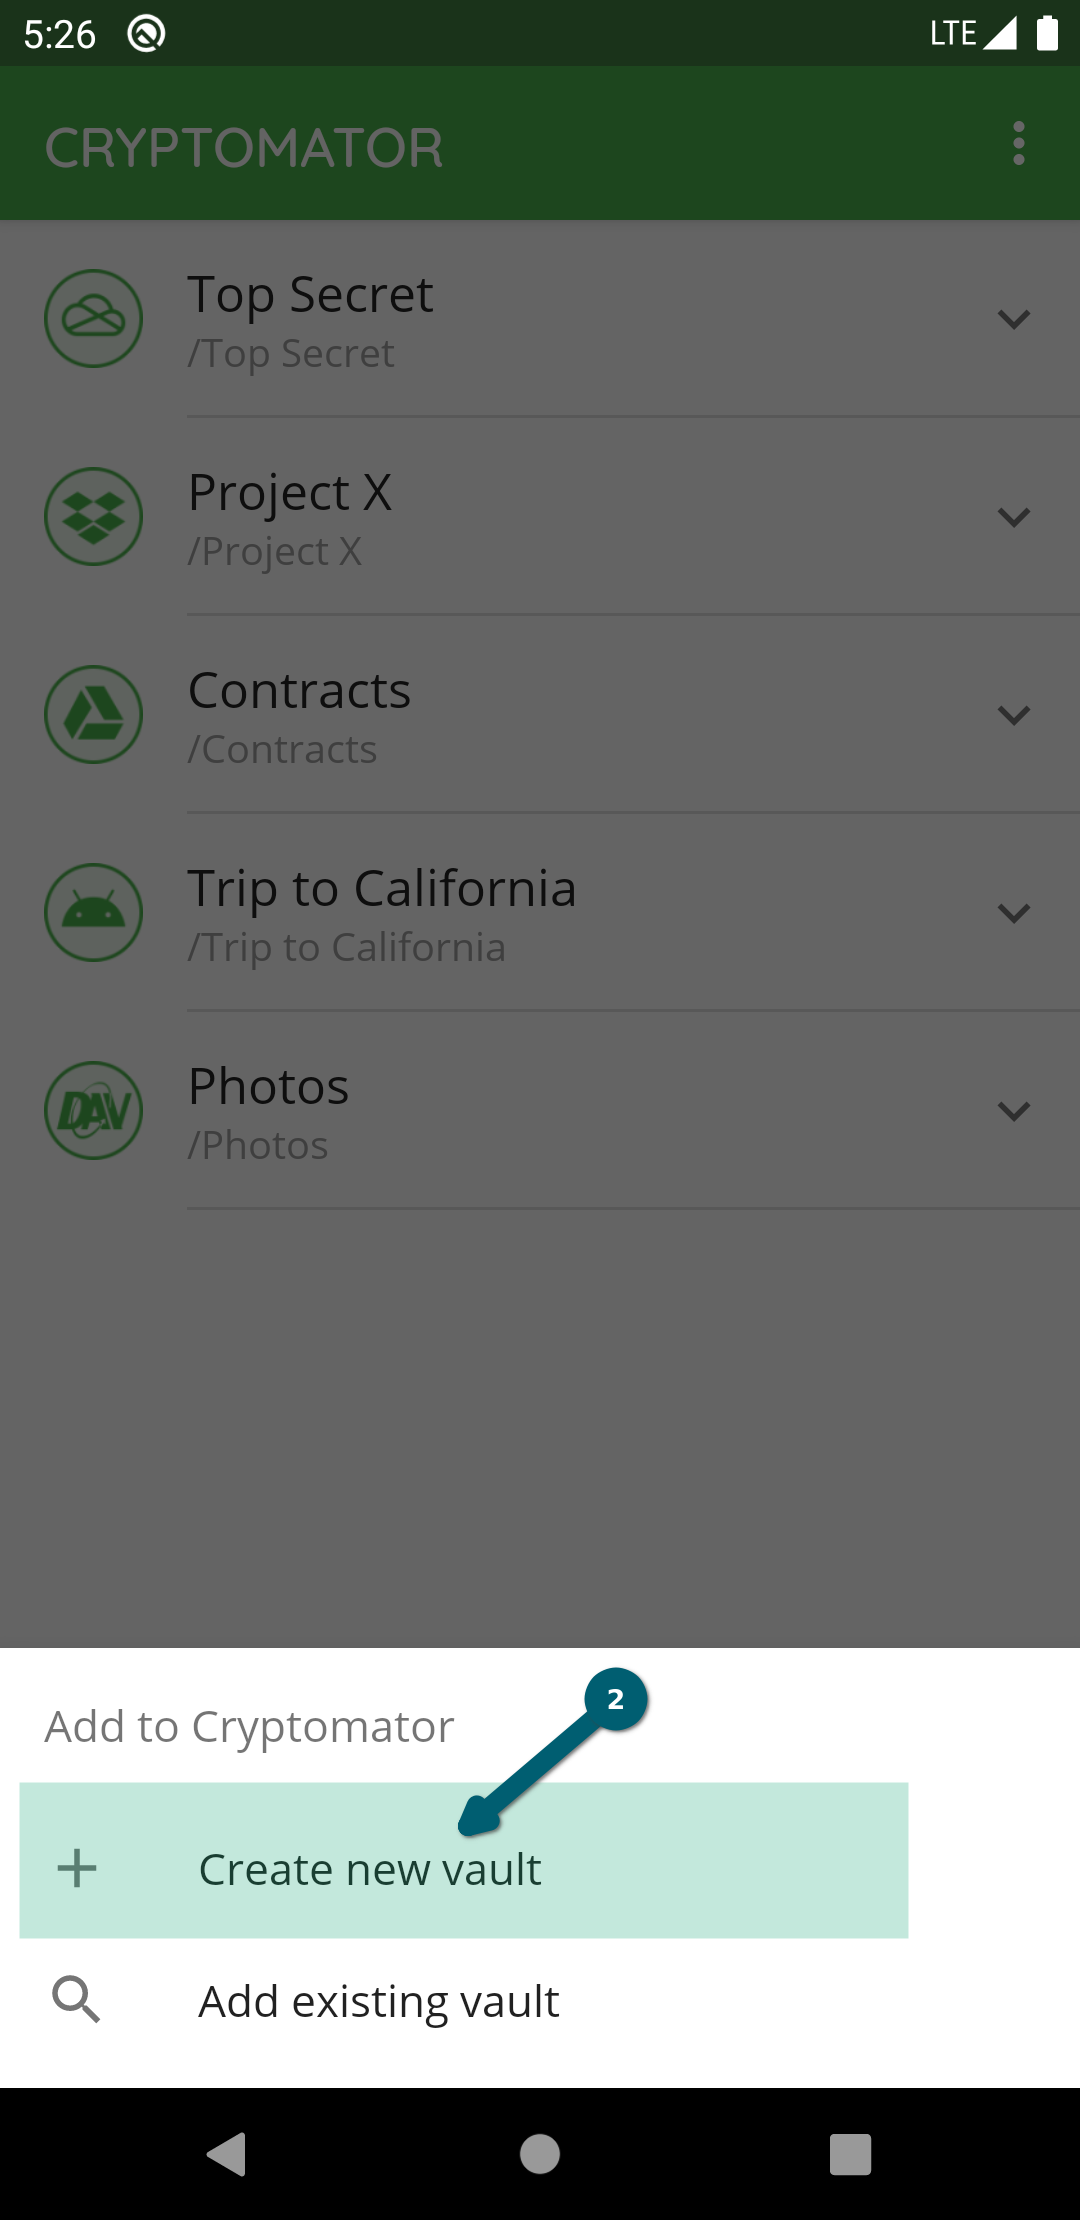 5:26 LTE
CRYPTOMATOR
Top Secret
/Top Secret
Project X
/Project X
Contracts
/Contracts
Trip to California
/Trip to California
DAV
Photos
/Photos
2
Add to Cryptomator
Create new vault
Add existing vault